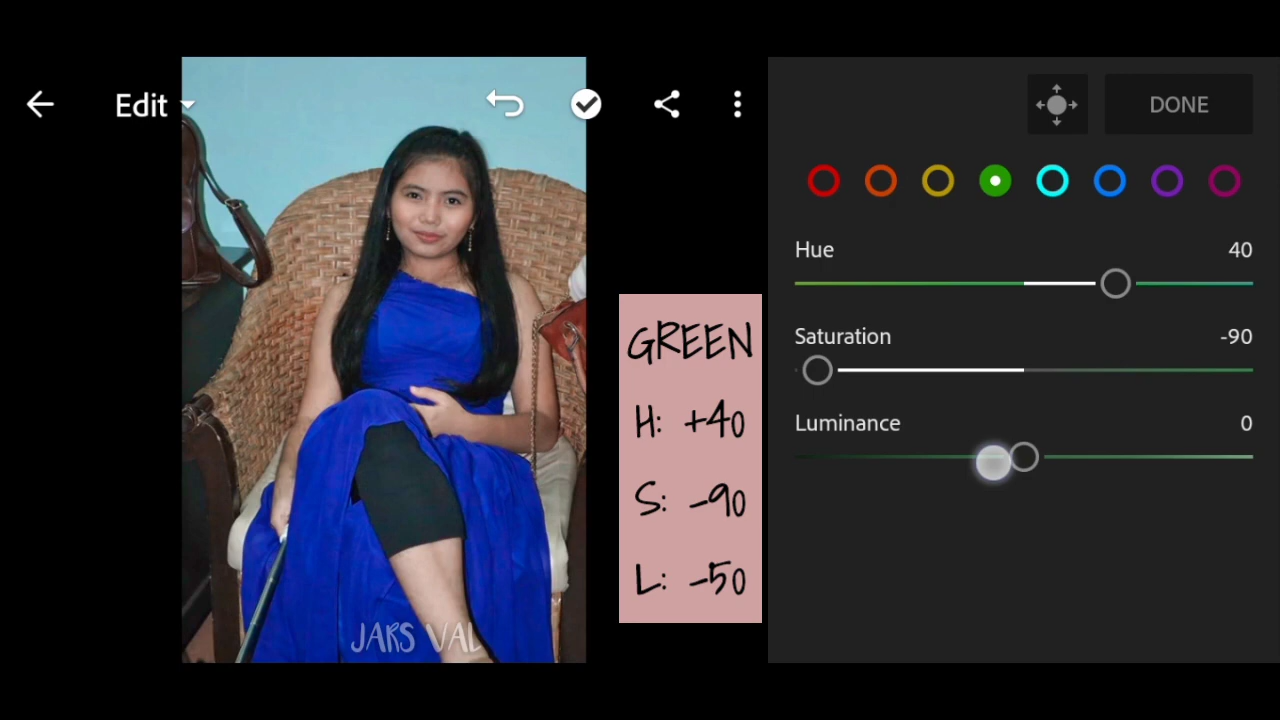 Edit
DONE
Hue 40
Saturation -90
Luminance 0
GREEN
H: +40
S: -90
L: -50
JARS VAL